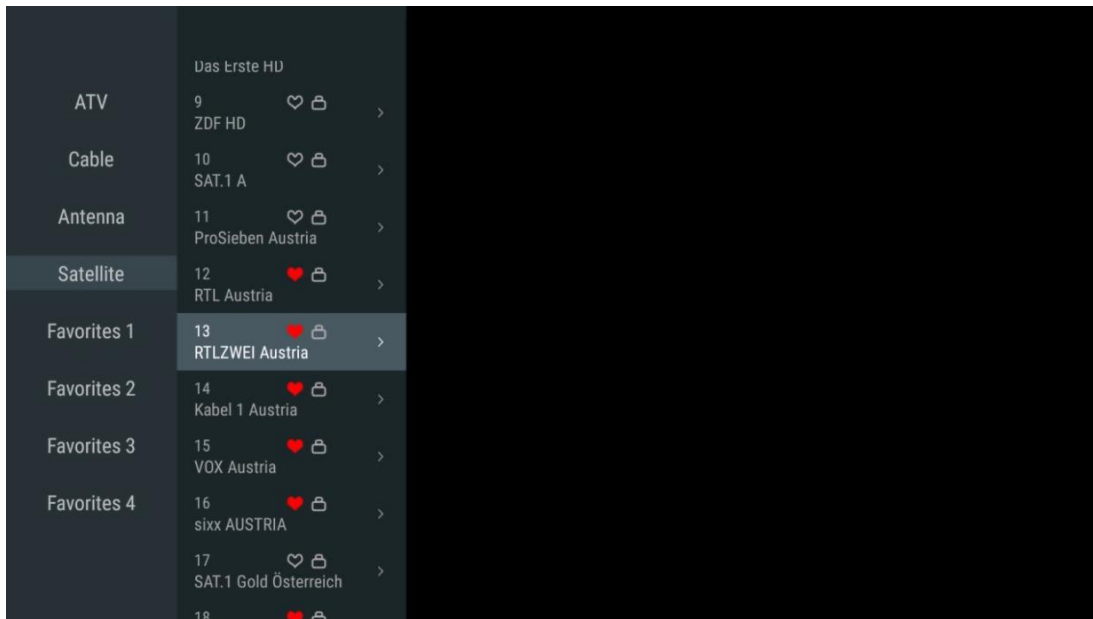 ATV
Cable
Antenna
Satellite
Favorites 1
Favorites 2
Favorites 3
Favorites 4
Das Erste HD
9
ZDF HD
10
SAT.1 A
11
ProSieben Austria
12
RTL Austria
13
RTLZWEI Austria
14
Kabel 1 Austria
15
VOX Austria
16
sixx AUSTRIA
17
SAT.1 Gold Österreich
18